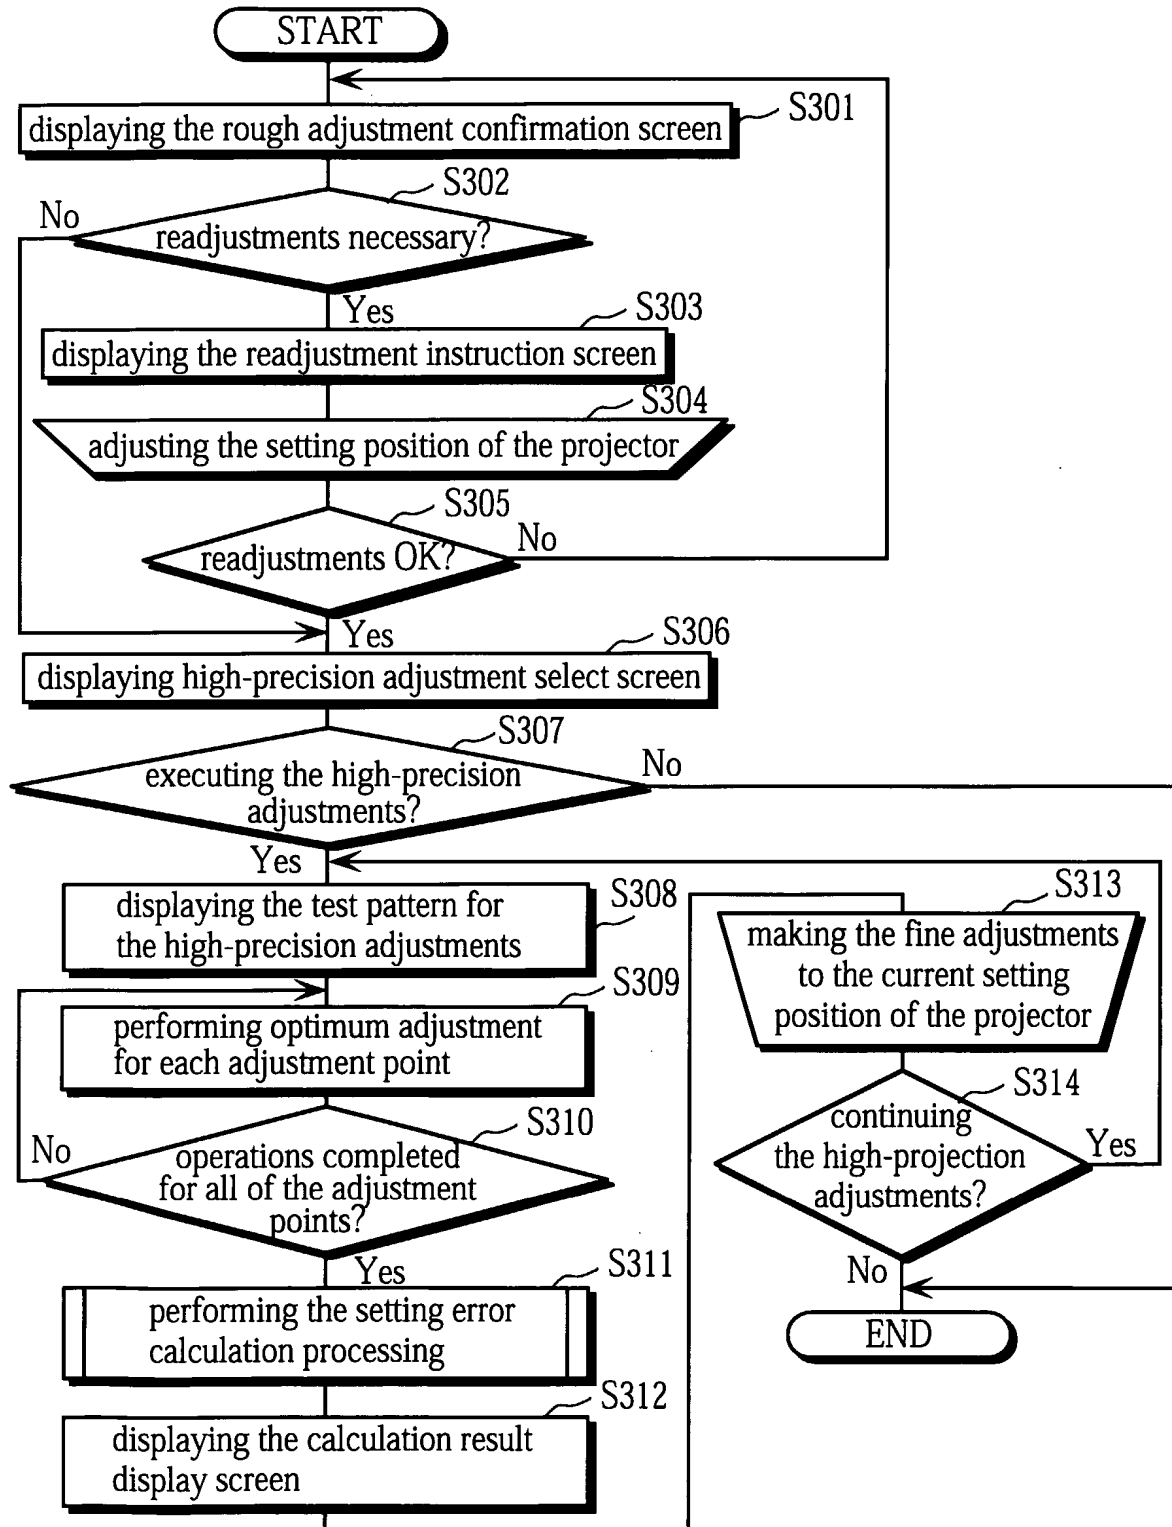 START
S301
displaying the rough adjustment confirmation screen
S302
No
readjustments necessary?
Yes
S303
displaying the readjustment instruction screen
S304
adjusting the setting position of the projector
S305
readjustments OK?
No
Yes
S306
displaying high-precision adjustment select screen
S307
executing the high-precision
adjustments?
No
Yes
S308
displaying the test pattern for
the high-precision adjustments
S309
performing optimum adjustment
for each adjustment point
S310
No
operations completed
for all of the adjustment
points?
Yes
S311
performing the setting error
calculation processing
S312
displaying the calculation result
display screen
S313
making the fine adjustments
to the current setting
position of the projector
S314
continuing
the high-projection
adjustments?
Yes
No
END